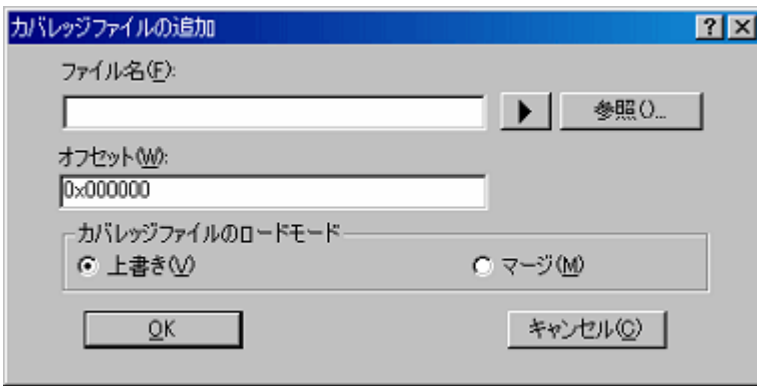 カバレッジファイルの追加
ファイル名(F):
参照()...
オフセット(W):
0x000000
カバレッジファイルのロードモード
上書き(V)
マージ(M)
OK
キャンセル(C)